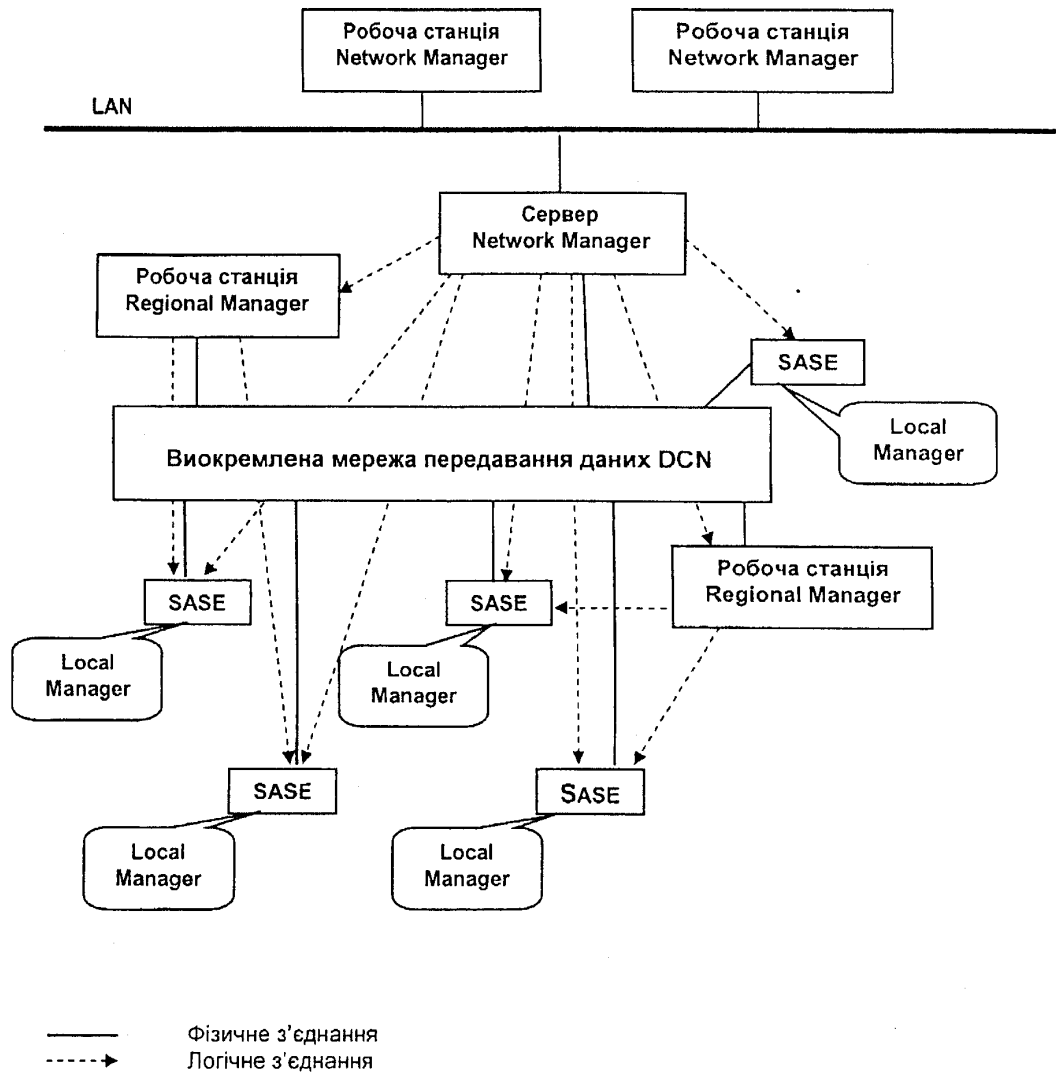 Робоча станція
Network Manager
Робоча станція
Network Manager
LAN
Сервер
Network Manager
Робоча станція
Regional Manager
SASE
Local
Manager
Виокремлена мережа передавання даних DCN
Робоча станція
Regional Manager
SASE
SASE
Local
Manager
Local
Manager
SASE
SASE
Local
Manager
Local
Manager
Фізичне з'єднання
Логічне з'єднання